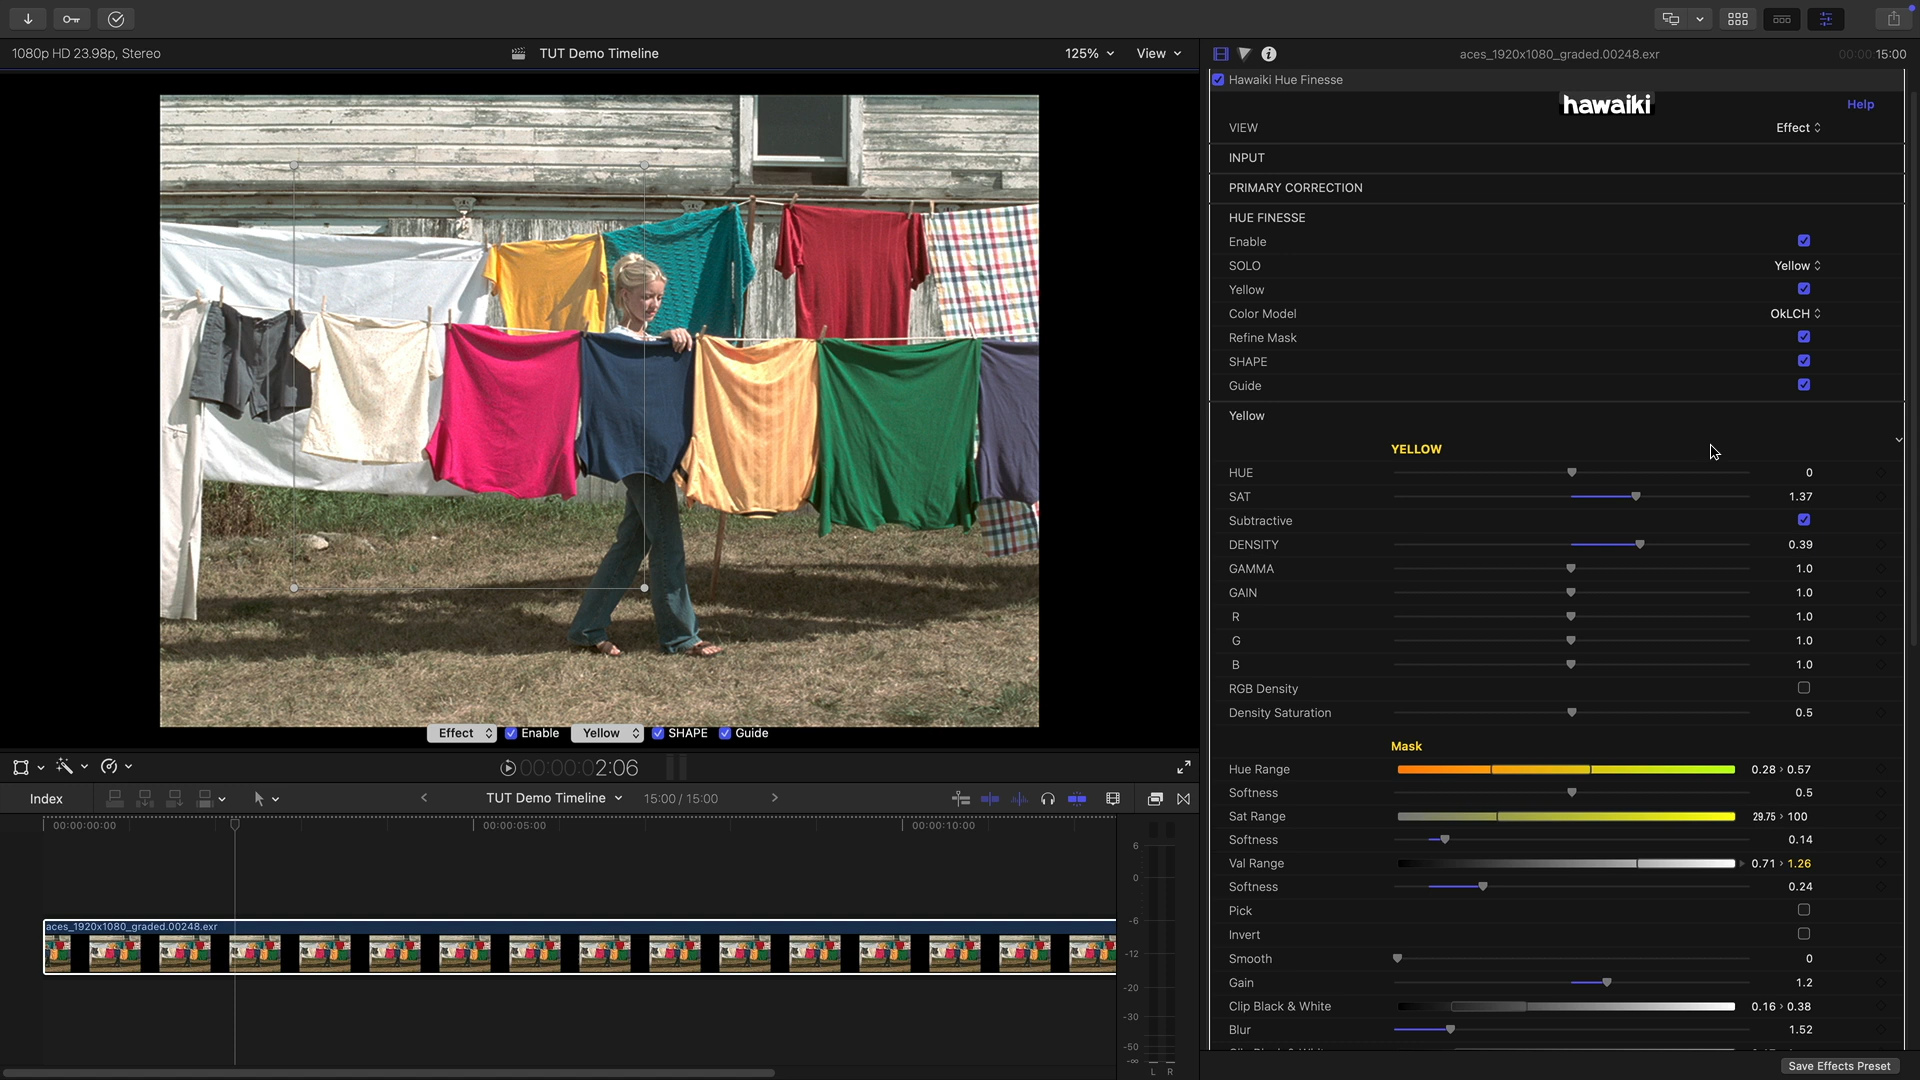 1080p HD 23.98p, Stereo
TUT Demo Timeline
125%
View
aces_1920x1080_graded.00248.exr
00:00:15:00
Hawaiki Hue Finesse
hawaiki
Help
VIEW
Effect
INPUT
PRIMARY CORRECTION
HUE FINESSE
Enable
SOLO
Yellow
Yellow
Color Model
OkLCH
Refine Mask
SHAPE
Guide
Yellow
YELLOW
HUE
0
SAT
1.37
Subtractive
DENSITY
0.39
GAMMA
1.0
GAIN
1.0
R
1.0
G
1.0
B
1.0
RGB Density
Density Saturation
0.5
Mask
Hue Range
0.28 › 0.57
Softness
0.5
Sat Range
29.75 › 100
Softness
0.14
Val Range
0.71 › 1.26
Softness
0.24
Pick
Invert
Smooth
0
Gain
1.2
Clip Black & White
0.16 › 0.38
Blur
1.52
Save Effects Preset
Effect
Enable
Yellow
SHAPE
Guide
00:00:02:06
Index
TUT Demo Timeline
15:00 / 15:00
00:00:00:00
00:00:05:00
00:00:10:00
aces_1920x1080_graded.00248.exr
6
0
-6
-12
-20
-30
-50
-∞
L
R